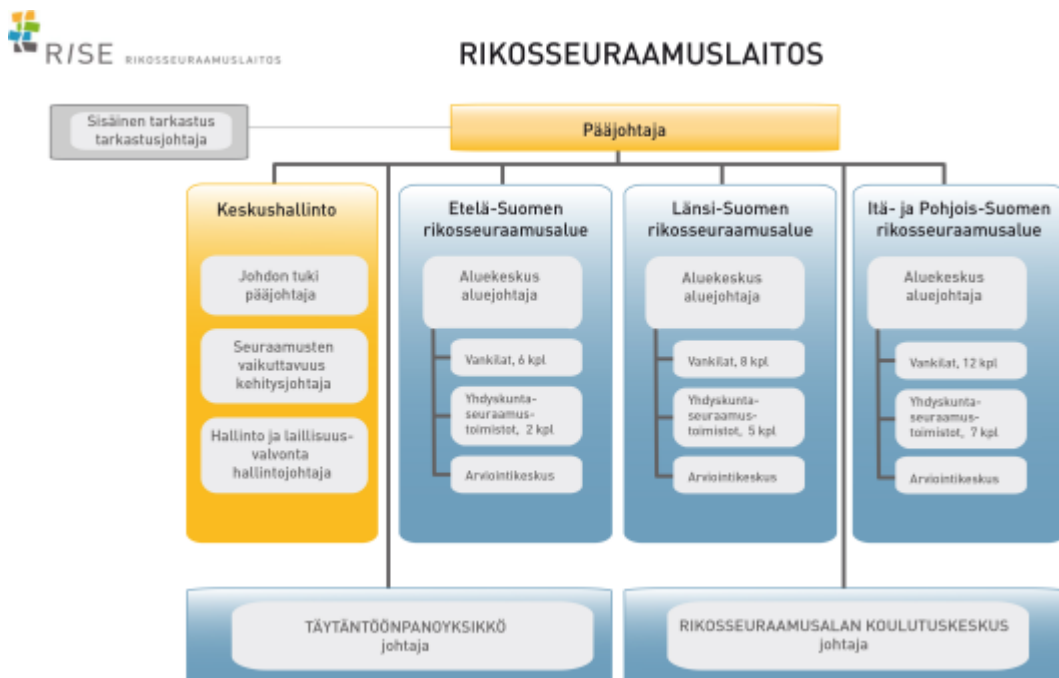 RISE RIKOSSEURAAMUSLAITOS
RIKOSSEURAAMUSLAITOS
Sisäinen tarkastus
tarkastusjohtaja
Pääjohtaja
Keskushallinto
Johdon tuki
pääjohtaja
Seuraamusten
vaikuttavuus
kehitysjohtaja
Hallinto ja laillisuus-
valvonta
hallintojohtaja
Etelä-Suomen
rikosseuraamusalue
Aluekeskus
aluejohtaja
Vankilat, 6 kpl
Yhdyskunta-
seuraamus-
toimistot, 2 kpl
Arviointikeskus
Länsi-Suomen
rikosseuraamusalue
Aluekeskus
aluejohtaja
Vankilat, 8 kpl
Yhdyskunta-
seuraamus-
toimistot, 5 kpl
Arviointikeskus
Itä- ja Pohjois-Suomen
rikosseuraamusalue
Aluekeskus
aluejohtaja
Vankilat, 12 kpl
Yhdyskunta-
seuraamus-
toimistot, 7 kpl
Arviointikeskus
TÄYTÄNTÖÖNPANOYKSIKKÖ
johtaja
RIKOSSEURAAMUSALAN KOULUTUSKESKUS
johtaja